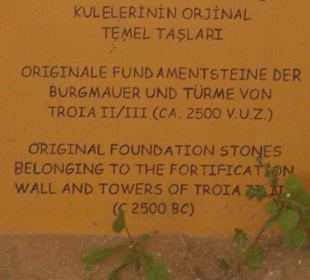 KULELERİNİN ORJİNAL
TEMEL TAŞLARI
ORIGINALE FUNDAMENTSTEINE DER
BURGMAUER UND TÜRME VON
TROIA II/III (CA. 2500 V.U.Z.)
ORIGINAL FOUNDATION STONES
BELONGING TO THE FORTIFICATION
WALL AND TOWERS OF TROIA
(C 2500 BC)